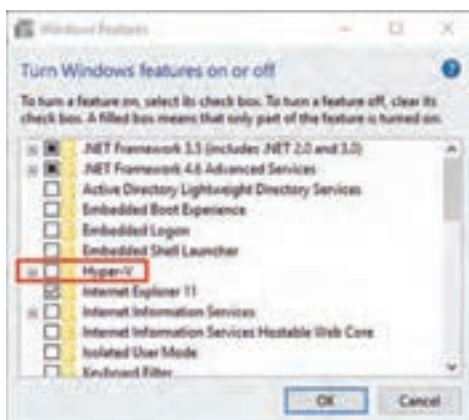 Windows Features
Turn Windows features on or off
To turn a feature on, select its check box. To turn a feature off, clear its
check box. A filled box means that only part of the feature is turned on.
.NET Framework 3.5 (includes .NET 2.0 and 3.0)
.NET Framework 4.6 Advanced Services
Active Directory Lightweight Directory Services
Embedded Boot Experience
Embedded Logon
Embedded Shell Launcher
Hyper-V
Internet Explorer 11
Internet Information Services
Internet Information Services Hostable Web Core
Isolated User Mode
Keyboard Filter
OK
Cancel